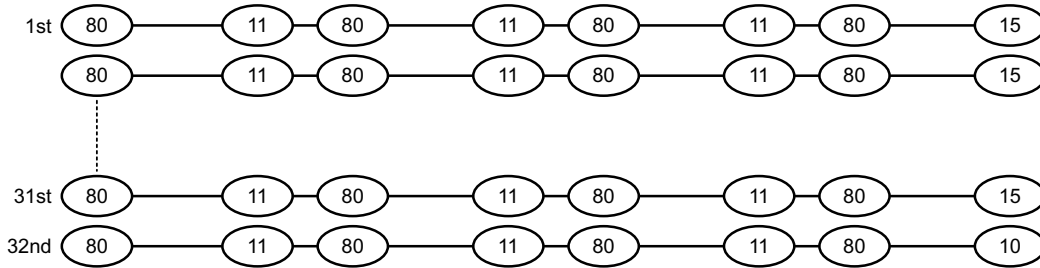 1st 80 11 80 11 80 11 80 15
80 11 80 11 80 11 80 15
31st 80 11 80 11 80 11 80 15
32nd 80 11 80 11 80 11 80 10